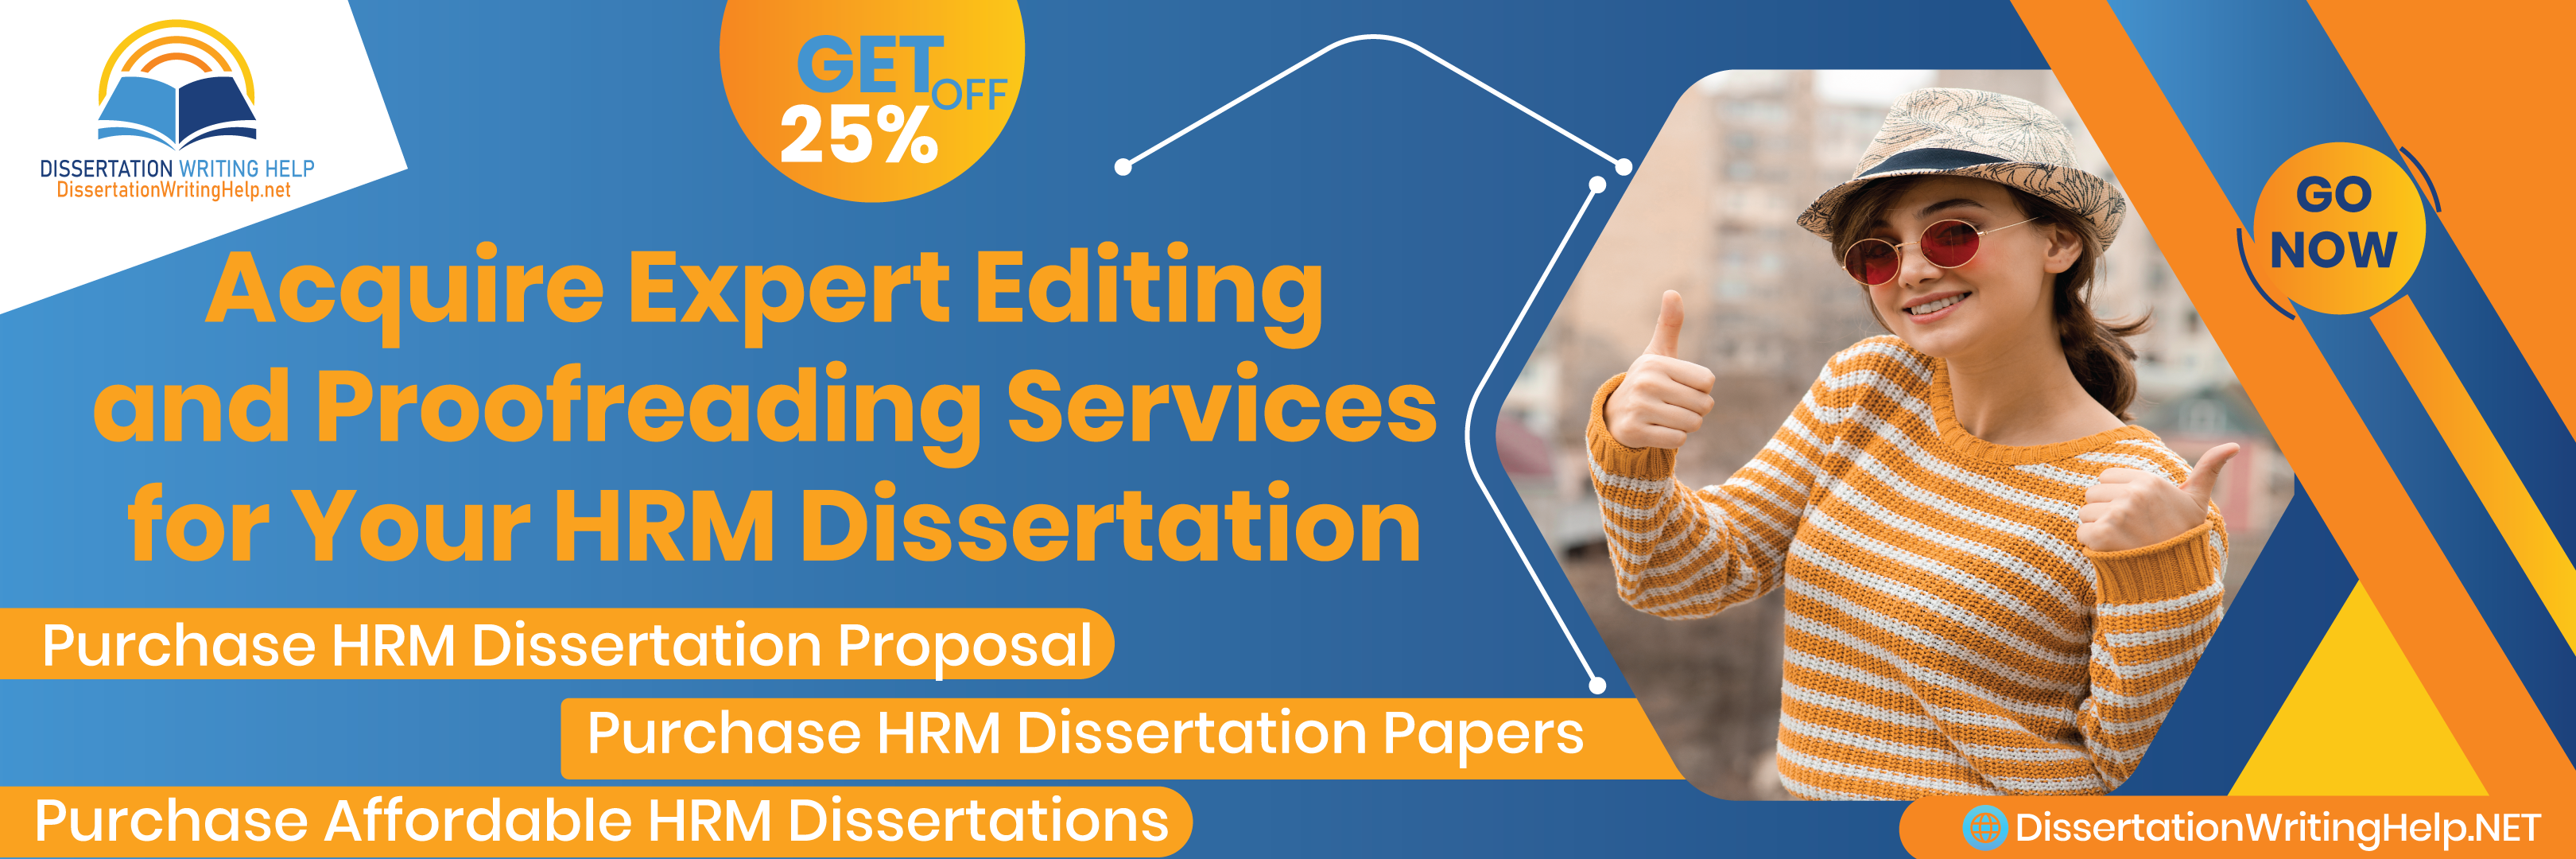 DISSERTATION WRITING HELP
DissertationWritingHelp.net
GET
OFF
25%
GO
NOW
Acquire Expert Editing
and Proofreading Services
for Your HRM Dissertation
Purchase HRM Dissertation Proposal
Purchase HRM Dissertation Papers
Purchase Affordable HRM Dissertations
DissertationWritingHelp.NET